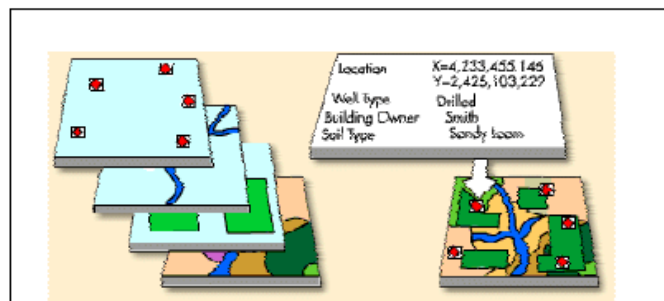 Location X=4,233,455.146
Y=2,425,103,229
Well Type Drilled
Building Owner Smith
Soil Type Sandy Loam